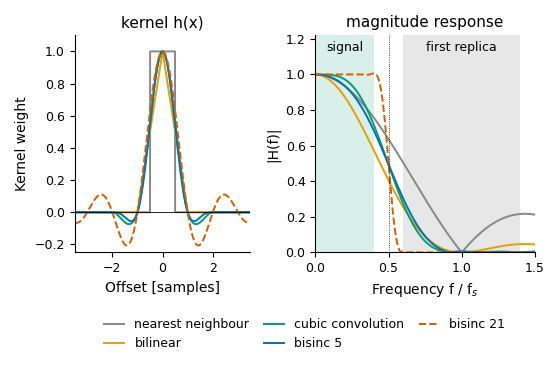 kernel h(x)
magnitude response
Kernel weight
1.0
0.8
0.6
0.4
0.2
0.0
−0.2
−2
0
2
Offset [samples]
|H(f)|
1.2
1.0
0.8
0.6
0.4
0.2
0.0
signal
first replica
0.0
0.5
1.0
1.5
Frequency f / fₛ
nearest neighbour
bilinear
cubic convolution
bisinc 5
bisinc 21